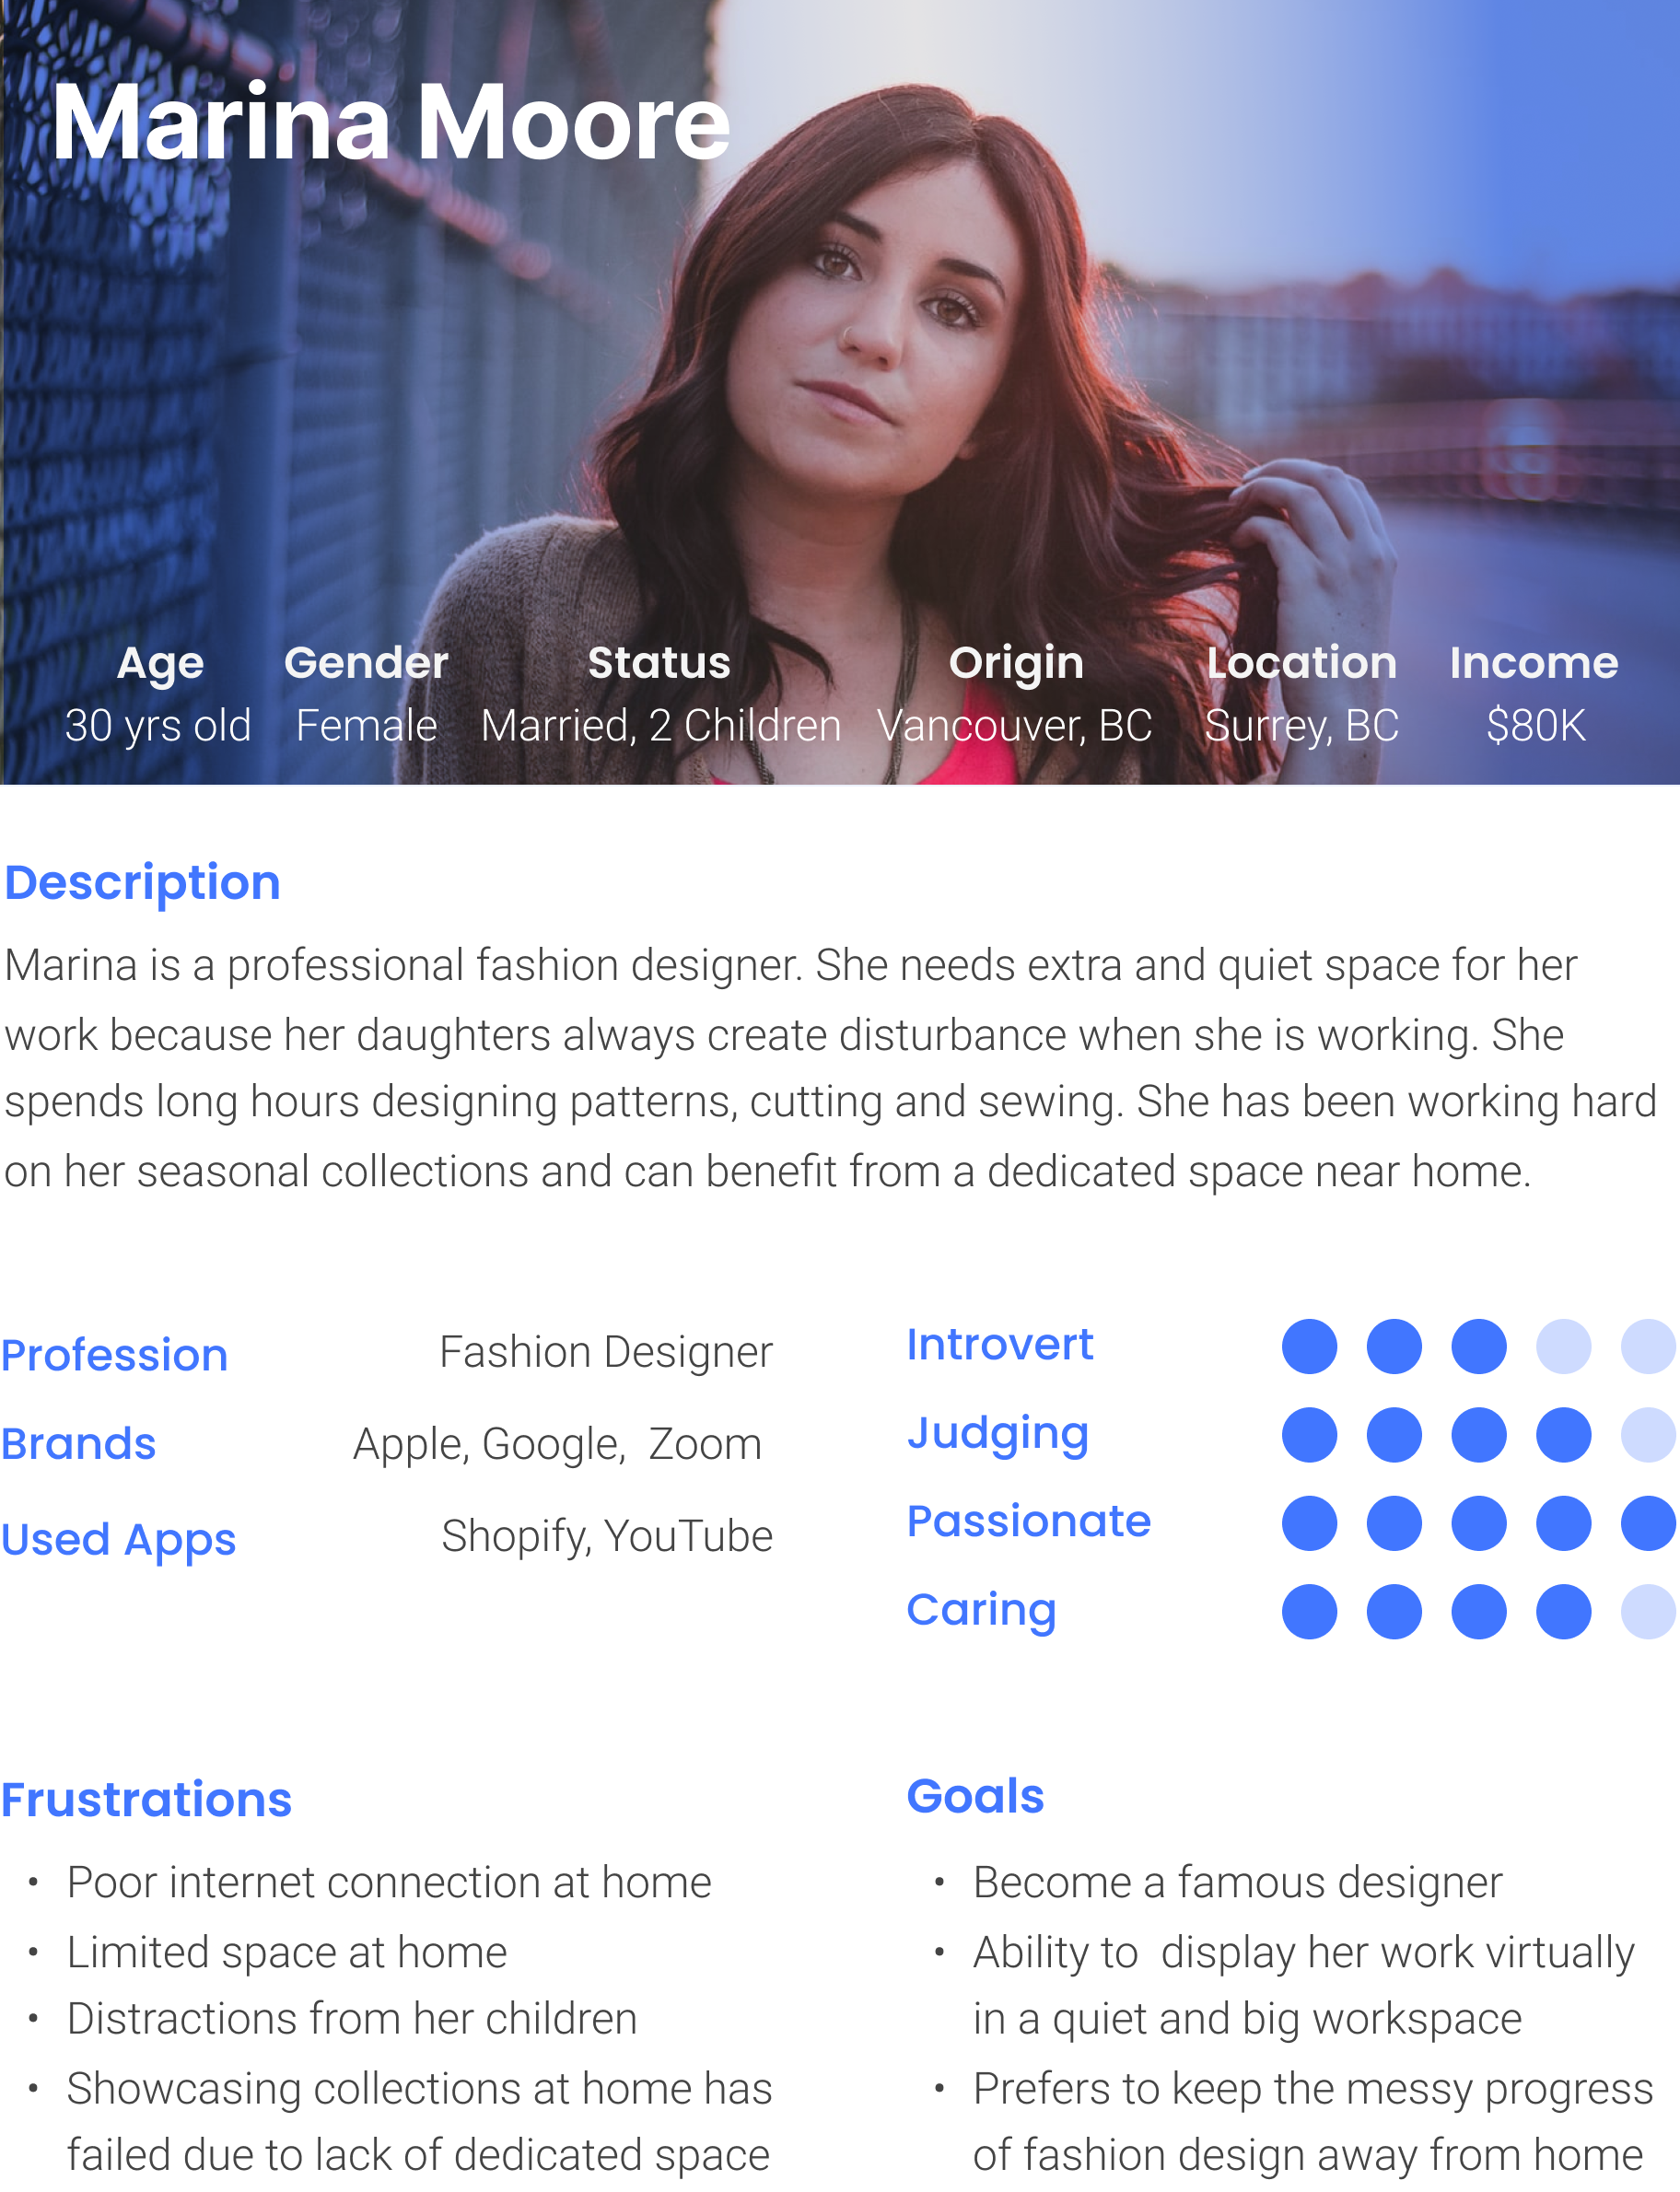 Marina Moore
Age Gender Status Origin Location Income
30 yrs old Female Married, 2 Children Vancouver, BC Surrey, BC $80K
Description
Marina is a professional fashion designer. She needs extra and quiet space for her
work because her daughters always create disturbance when she is working. She
spends long hours designing patterns, cutting and sewing. She has been working hard
on her seasonal collections and can benefit from a dedicated space near home.
Profession Fashion Designer
Brands Apple, Google, Zoom
Used Apps Shopify, YouTube
Introvert
Judging
Passionate
Caring
Frustrations
• Poor internet connection at home
• Limited space at home
• Distractions from her children
• Showcasing collections at home has
failed due to lack of dedicated space
Goals
• Become a famous designer
• Ability to display her work virtually
in a quiet and big workspace
• Prefers to keep the messy progress
of fashion design away from home